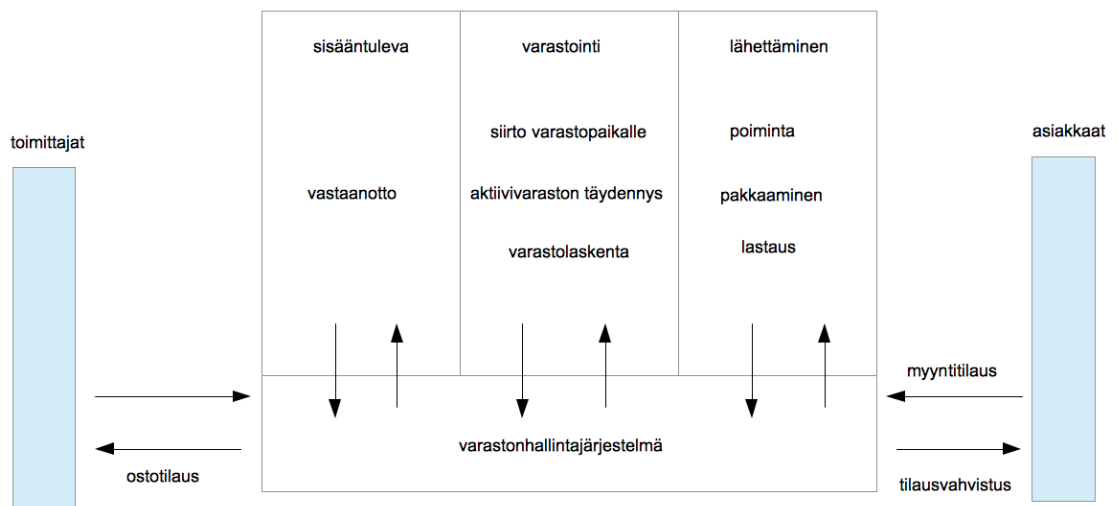 sisääntuleva
varastointi
lähettäminen
toimittajat
siirto varastopaikalle
poiminta
asiakkaat
vastaanotto
aktiivivaraston täydennys
pakkaaminen
varastolaskenta
lastaus
myyntitilaus
varastonhallintajärjestelmä
ostotilaus
tilausvahvistus